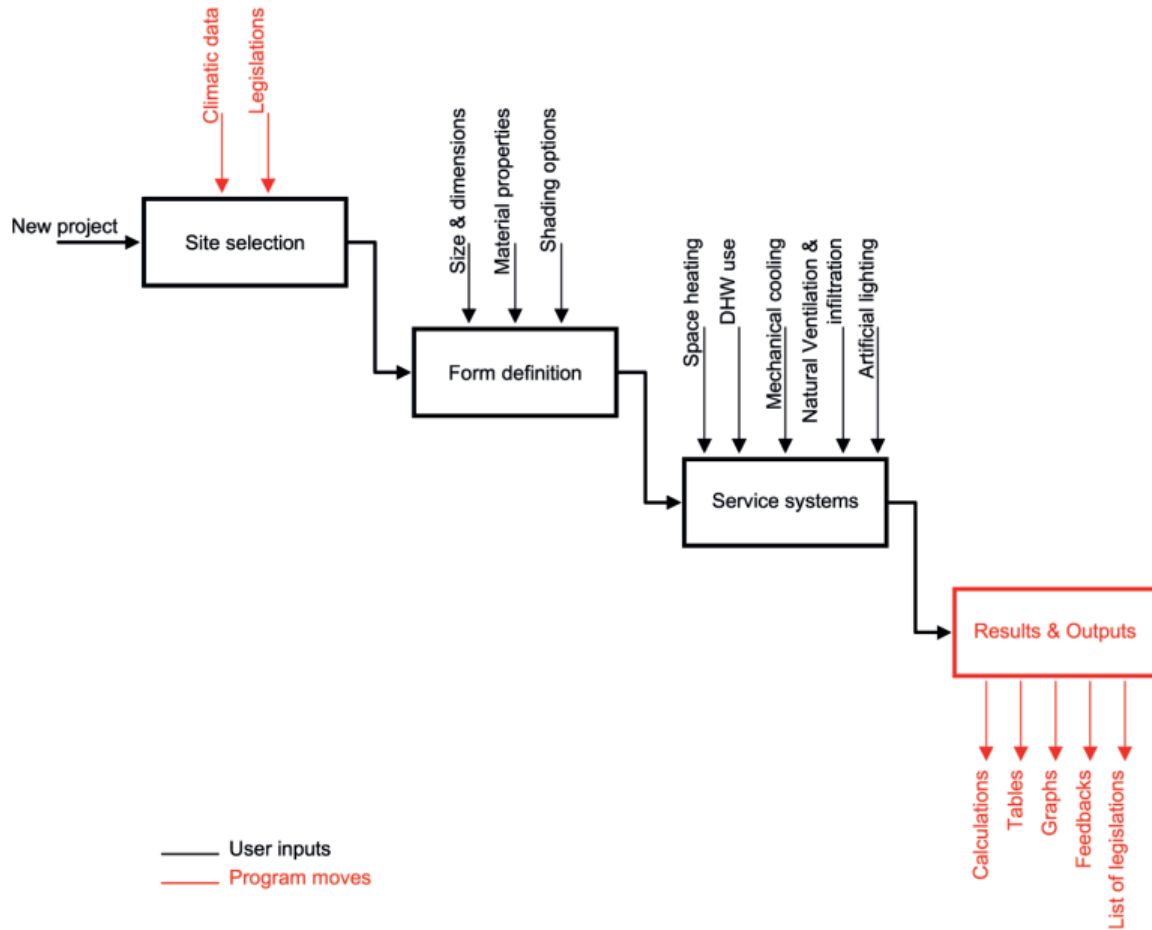 Climatic data
Legislations
New project
Site selection
Size & dimensions
Material properties
Shading options
Form definition
Space heating
DHW use
Mechanical cooling
Natural Ventilation &
infiltration
Artificial lighting
Service systems
Results & Outputs
Calculations
Tables
Graphs
Feedbacks
List of legislations
User inputs
Program moves